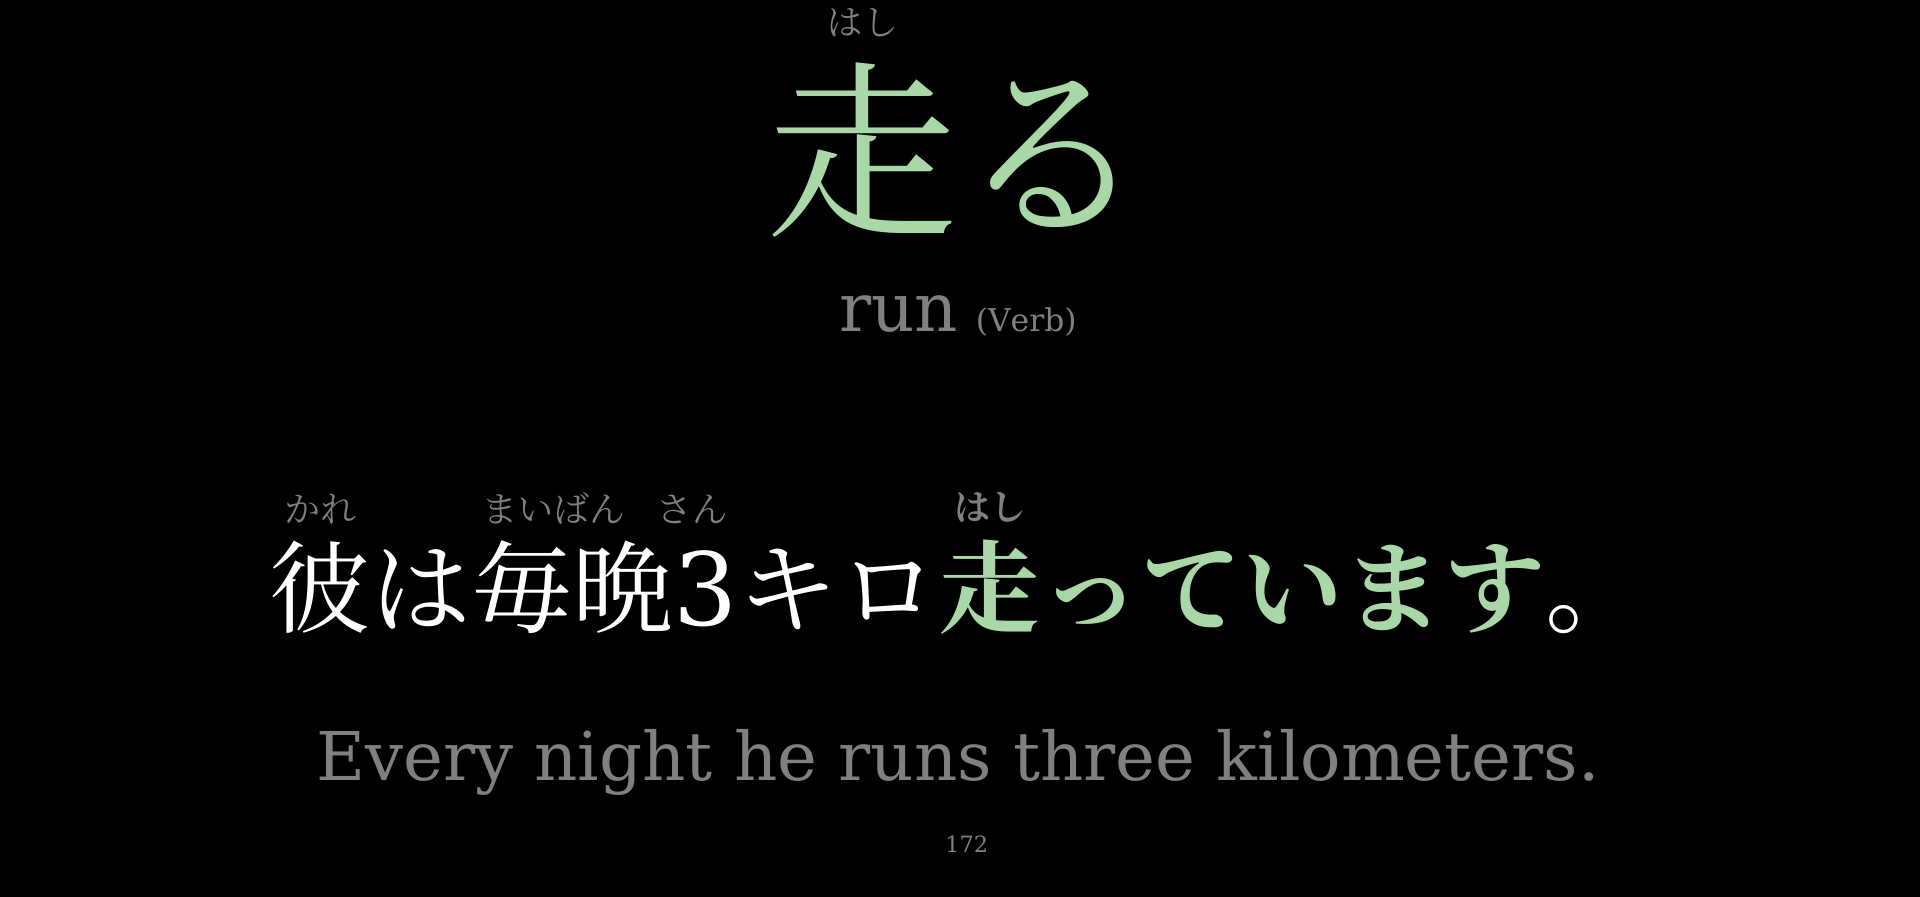 はし
走る
run (Verb)
かれ まいばん さん はし
彼は毎晩3キロ走っています。
Every night he runs three kilometers.
172